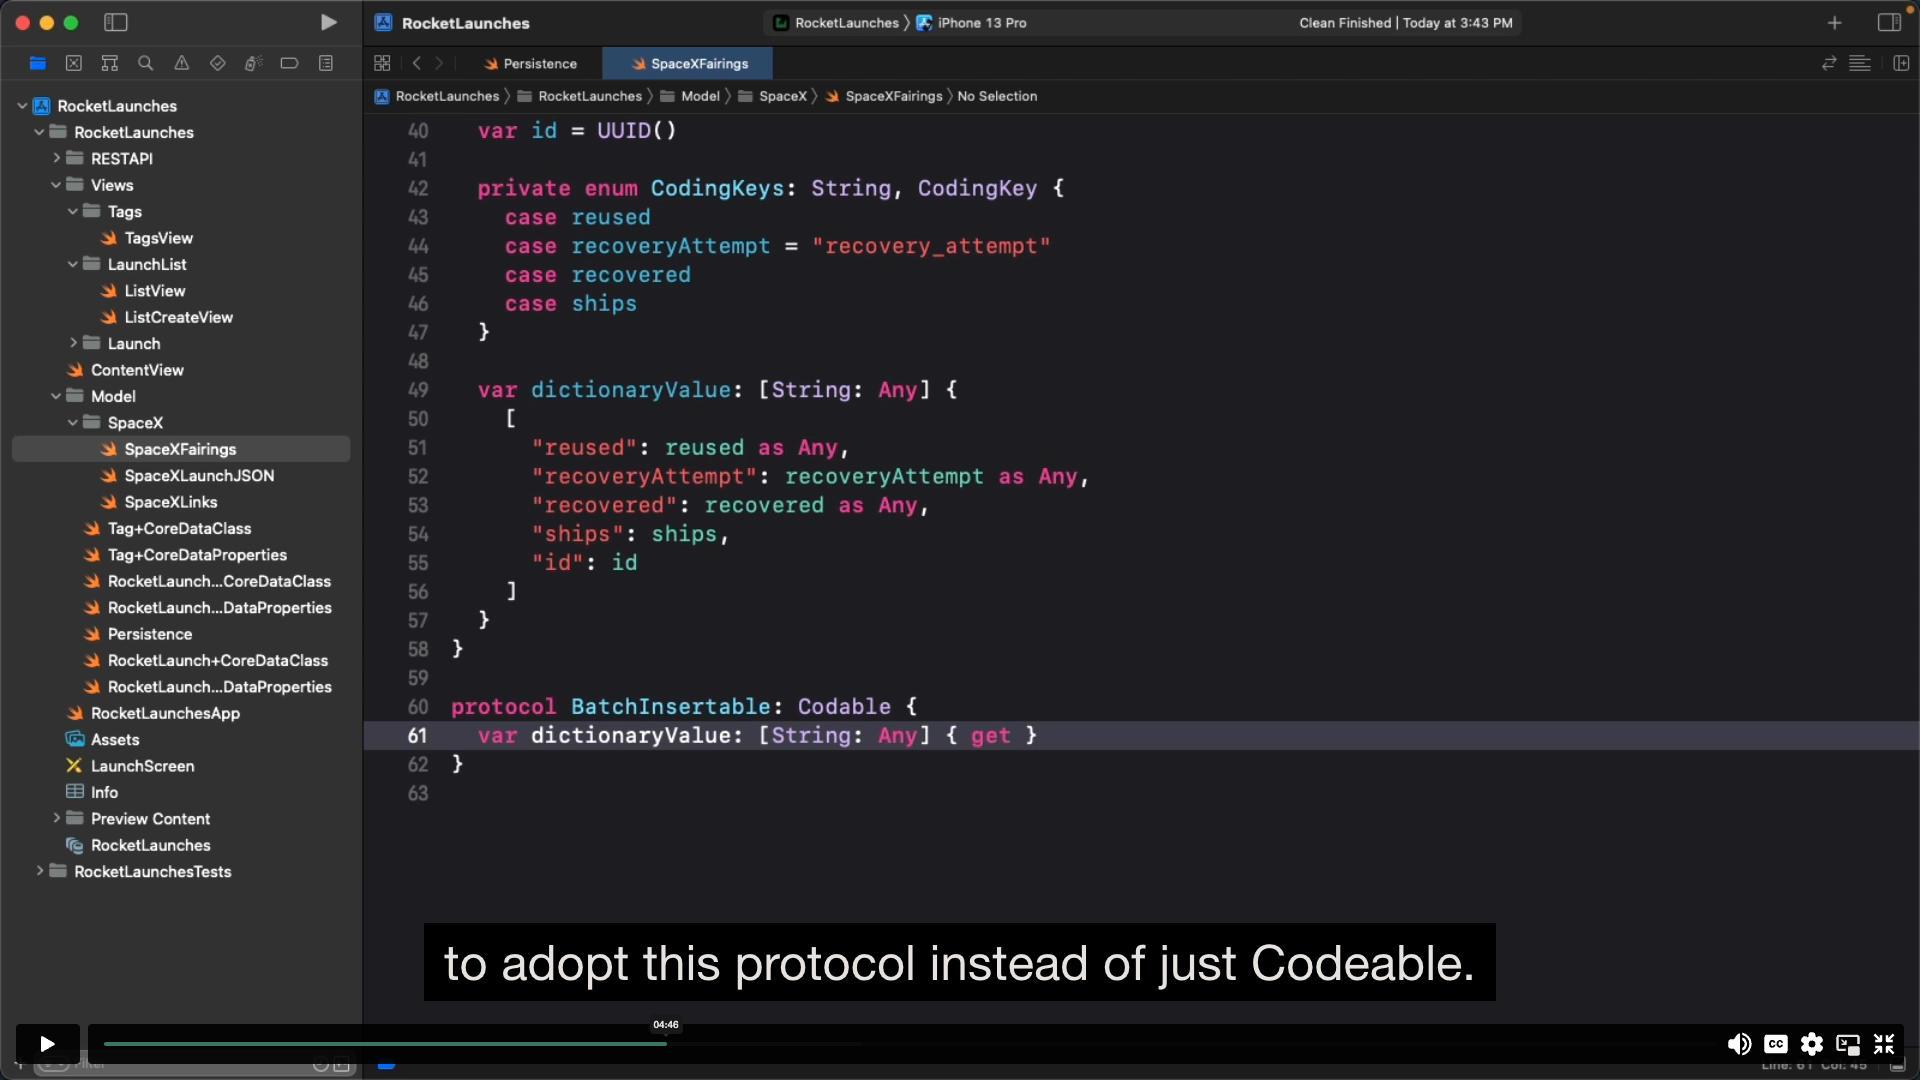 RocketLaunches
RocketLaunches
iPhone 13 Pro
Clean Finished | Today at 3:43 PM
Persistence
SpaceXFairings
RocketLaunches
RocketLaunches
Model
SpaceX
SpaceXFairings
No Selection
RocketLaunches
RocketLaunches
RESTAPI
Views
Tags
TagsView
LaunchList
ListView
ListCreateView
Launch
ContentView
Model
SpaceX
SpaceXFairings
SpaceXLaunchJSON
SpaceXLinks
Tag+CoreDataClass
Tag+CoreDataProperties
RocketLaunch...CoreDataClass
RocketLaunch...DataProperties
Persistence
RocketLaunch+CoreDataClass
RocketLaunch...DataProperties
RocketLaunchesApp
Assets
LaunchScreen
Info
Preview Content
RocketLaunches
RocketLaunchesTests
40 var id = UUID()
41
42 private enum CodingKeys: String, CodingKey {
43 case reused
44 case recoveryAttempt = "recovery_attempt"
45 case recovered
46 case ships
47 }
48
49 var dictionaryValue: [String: Any] {
50 [
51 "reused": reused as Any,
52 "recoveryAttempt": recoveryAttempt as Any,
53 "recovered": recovered as Any,
54 "ships": ships,
55 "id": id
56 ]
57 }
58 }
59
60 protocol BatchInsertable: Codable {
61 var dictionaryValue: [String: Any] { get }
62 }
63
to adopt this protocol instead of just Codeable.
04:46
CC
Filter
Line: 61 Col: 45